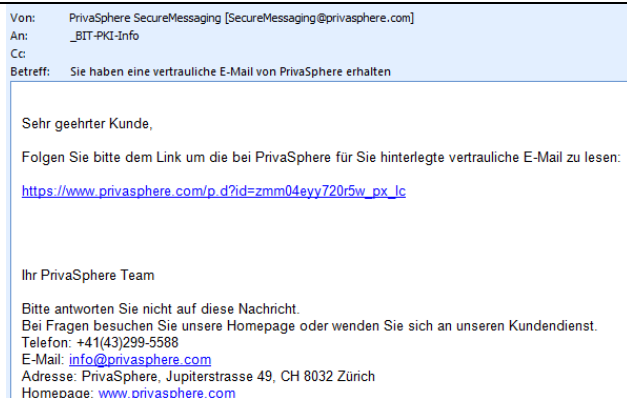 Von: PrivaSphere SecureMessaging [SecureMessaging@privasphere.com]
An: _BIT-PKI-Info
Cc:
Betreff: Sie haben eine vertrauliche E-Mail von PrivaSphere erhalten
Sehr geehrter Kunde,
Folgen Sie bitte dem Link um die bei PrivaSphere für Sie hinterlegte vertrauliche E-Mail zu lesen:
https://www.privasphere.com/p.d?id=zmm04eyy720r5w_px_lc
Ihr PrivaSphere Team
Bitte antworten Sie nicht auf diese Nachricht.
Bei Fragen besuchen Sie unsere Homepage oder wenden Sie sich an unseren Kundendienst.
Telefon: +41(43)299-5588
E-Mail: info@privasphere.com
Adresse: PrivaSphere, Jupiterstrasse 49, CH 8032 Zürich
Homepage: www.privasphere.com